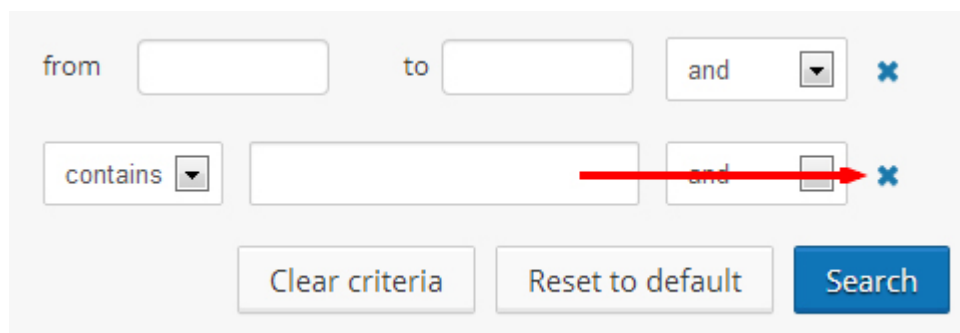 from to and
contains and
Clear criteria Reset to default Search